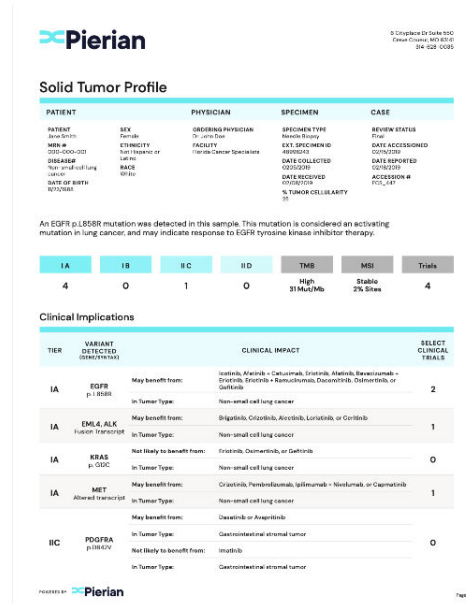 Pierian
6 Cityplace Dr Suite 550
Creve Coeur, MO 63141
314-628-0035
Solid Tumor Profile
PATIENT PHYSICIAN SPECIMEN CASE
PATIENT
Jane Smith
MRN #
000-000-001
DISEASE#
Non-small cell lung
cancer
DATE OF BIRTH
SEX
Female
ETHNICITY
Not Hispanic or
Latino
RACE
White
ORDERING PHYSICIAN
Dr John Doe
FACILITY
Florida Cancer Specialists
SPECIMEN TYPE
Needle Biopsy
EXT. SPECIMEN ID
DATE COLLECTED
DATE RECEIVED
02/08/2019
% TUMOR CELLULARITY
REVIEW STATUS
Final
DATE ACCESSIONED
02/15/2019
DATE REPORTED
02/18/2019
ACCESSION #
An EGFR p.L858R mutation was detected in this sample. This mutation is considered an activating
mutation in lung cancer, and may indicate response to EGFR tyrosine kinase inhibitor therapy.
IA IB IIC IID TMB MSI Trials
4 0 1 0 High Stable 4
31 Mut/Mb 2% Sites
Clinical Implications
TIER VARIANT DETECTED (GENE/SYNTAX) CLINICAL IMPACT SELECT CLINICAL TRIALS
IA EGFR p.L858R 2
May benefit from: Icotinib, Afatinib + Cetuximab, Erlotinib, Afatinib, Bevacizumab +
Erlotinib, Erlotinib + Ramucirumab, Dacomitinib, Osimertinib, or
Gefitinib
In Tumor Type: Non-small cell lung cancer
IA EML4, ALK Fusion Transcript 1
May benefit from: Brigatinib, Crizotinib, Alectinib, Lorlatinib, or Ceritinib
In Tumor Type: Non-small cell lung cancer
IA KRAS p. G12C 0
Not likely to benefit from: Erlotinib, Osimertinib, or Gefitinib
In Tumor Type: Non-small cell lung cancer
IA MET Altered transcript 1
May benefit from: Crizotinib, Pembrolizumab, Ipilimumab + Nivolumab, or Capmatinib
In Tumor Type: Non-small cell lung cancer
IIC PDGFRA p.D842V 0
May benefit from: Dasatinib or Avapritinib
In Tumor Type: Gastrointestinal stromal tumor
Not likely to benefit from: Imatinib
In Tumor Type: Gastrointestinal stromal tumor
POWERED BY Pierian
Page